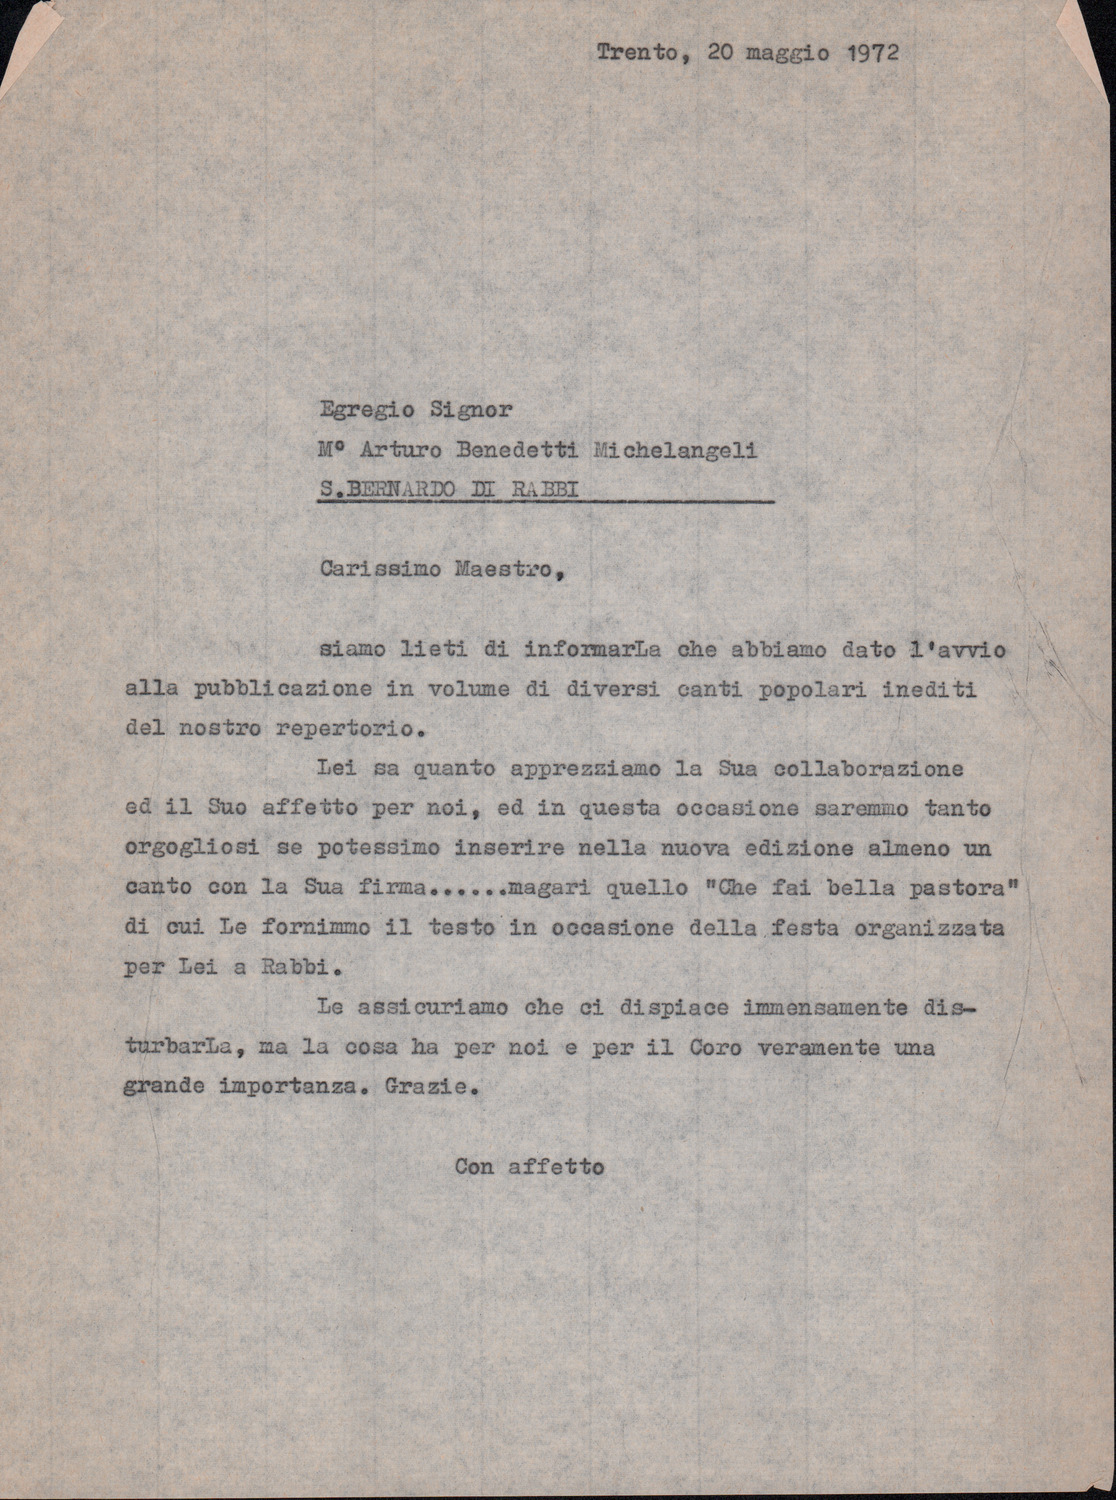 Trento, 20 maggio 1972
Egregio Signor
M° Arturo Benedetti Michelangeli
S.BERNARDO DI RABBI
Carissimo Maestro,
siamo lieti di informarLa che abbiamo dato l'avvio
alla pubblicazione in volume di diversi canti popolari inediti
del nostro repertorio.
Lei sa quanto apprezziamo la Sua collaborazione
ed il Suo affetto per noi, ed in questa occasione saremmo tanto
orgogliosi se potessimo inserire nella nuova edizione almeno un
canto con la Sua firma......magari quello "Che fai bella pastora"
di cui Le fornimmo il testo in occasione della festa organizzata
per Lei a Rabbi.
Le assicuriamo che ci dispiace immensamente dis-
turbarLa, ma la cosa ha per noi e per il Coro veramente una
grande importanza. Grazie.
Con affetto